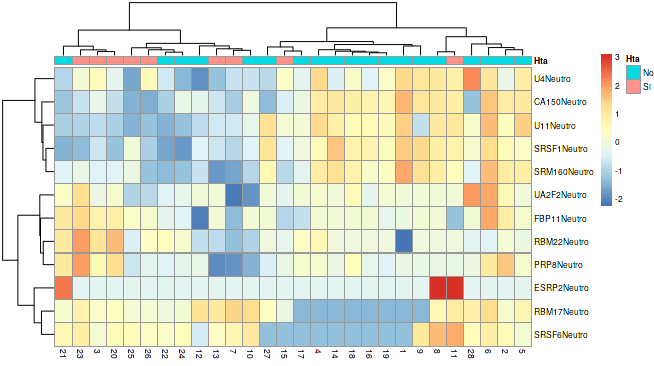 Hta
U4Neutro
CA150Neutro
U11Neutro
SRSF1Neutro
SRM160Neutro
UA2F2Neutro
FBP11Neutro
RBM22Neutro
PRP8Neutro
ESRP2Neutro
RBM17Neutro
SRSF6Neutro
21 23 3 20 25 26 22 24 12 13 7 10 27 15 17 4 14 18 16 19 1 9 8 11 28 6 2 5
3
2
1
0
-1
-2
Hta
No
Si